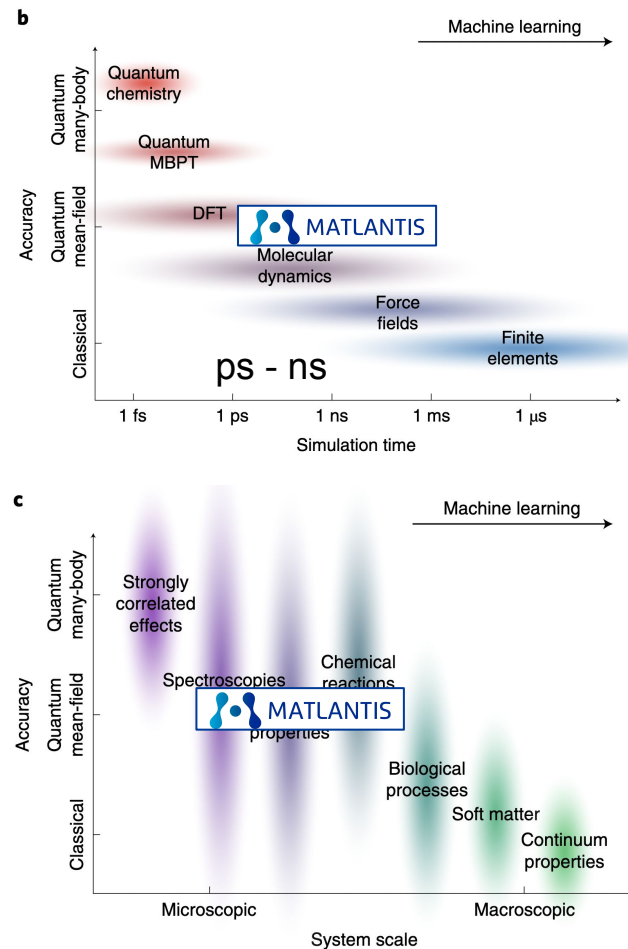 b
Machine learning
Quantum
chemistry
Quantum
MBPT
DFT
MATLANTIS
Molecular
dynamics
Force
fields
Finite
elements
ps - ns
Accuracy
Quantum
many-body
Quantum
mean-field
Classical
1 fs
1 ps
1 ns
1 ms
1 μs
Simulation time
c
Machine learning
Strongly
correlated
effects
Spectroscopies
Chemical
reactions
MATLANTIS
properties
Biological
processes
Soft matter
Continuum
properties
Accuracy
Quantum
many-body
Quantum
mean-field
Classical
Microscopic
Macroscopic
System scale